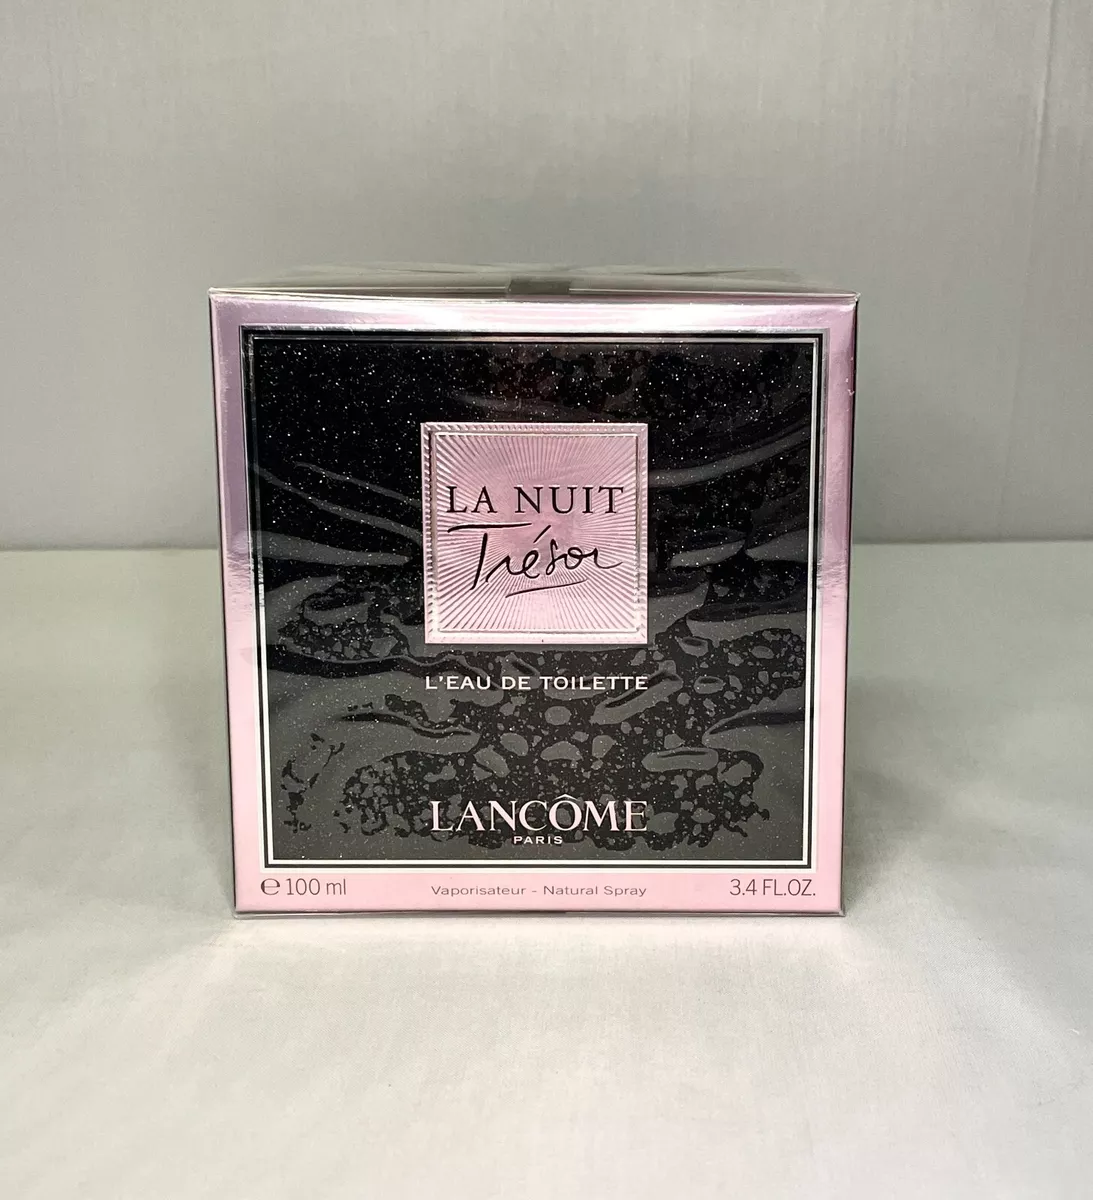 LA NUIT
Trésor
L'EAU DE TOILETTE
LANCÔME
PARIS
℮ 100 ml Vaporisateur - Natural Spray 3.4 FL.OZ.